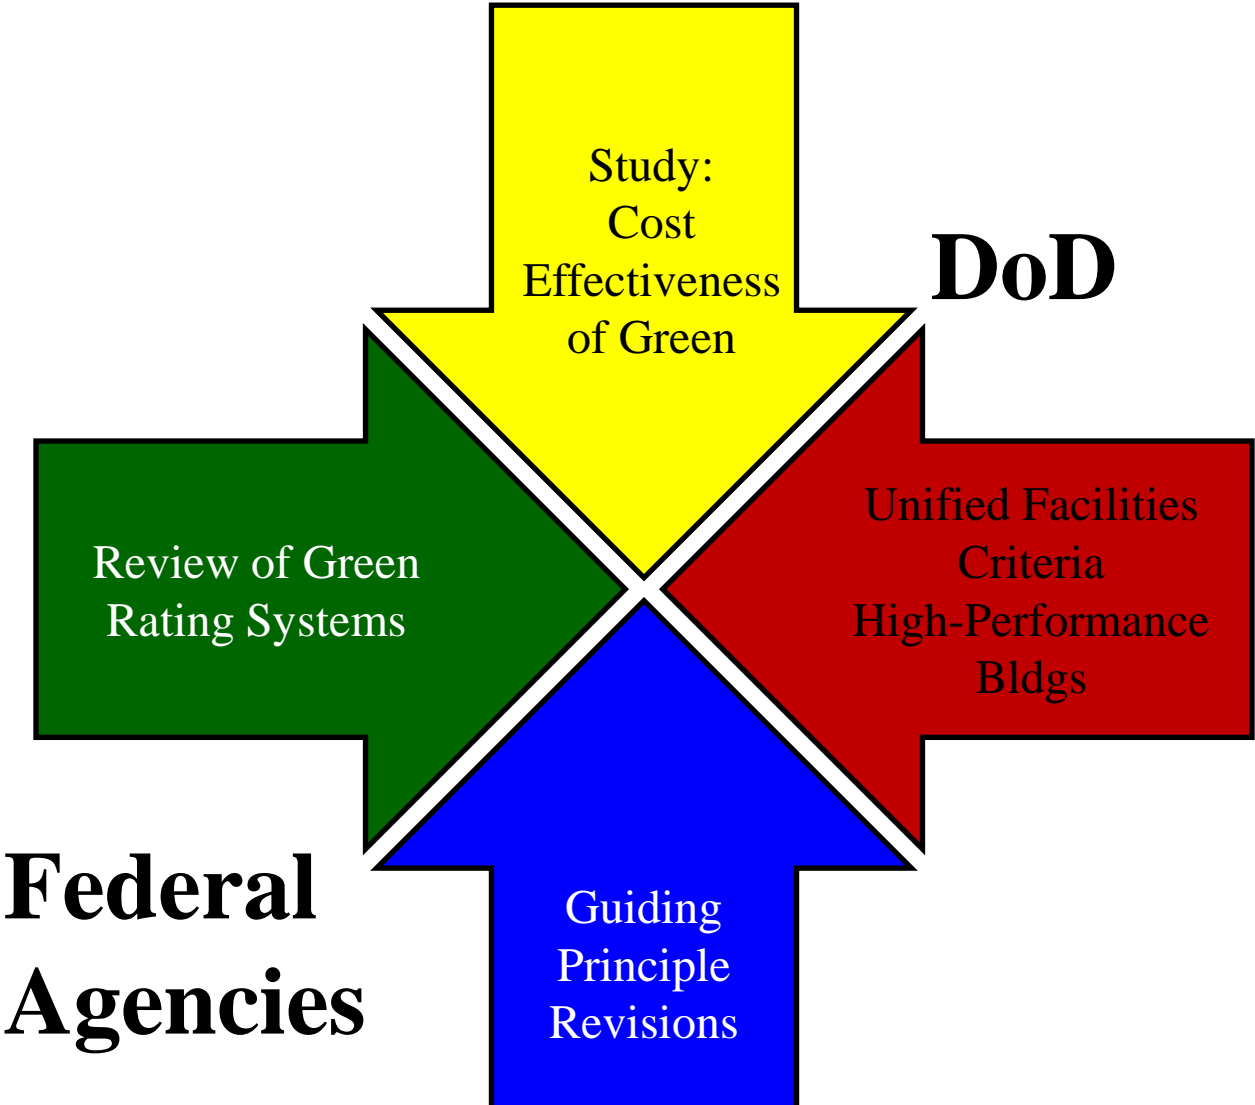 Study:
Cost
Effectiveness
of Green
DoD
Review of Green
Rating Systems
Unified Facilities
Criteria
High-Performance
Bldgs
Federal
Agencies
Guiding
Principle
Revisions